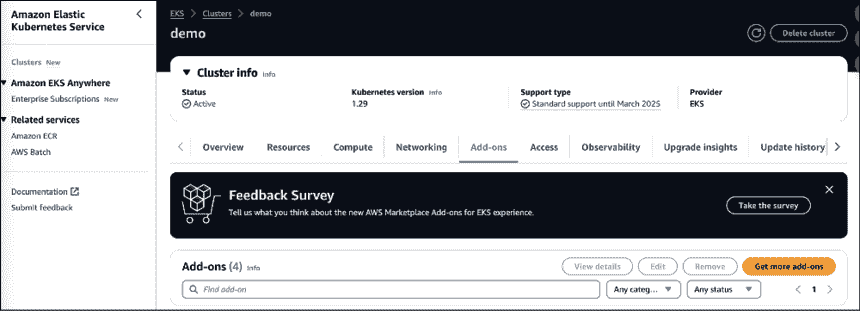 Amazon Elastic
Kubernetes Service
Clusters New
Amazon EKS Anywhere
Enterprise Subscriptions New
Related services
Amazon ECR
AWS Batch
Documentation
Submit feedback
EKS > Clusters > demo
demo
Delete cluster
Cluster info Info
Status
Active
Kubernetes version Info
1.29
Support type
Standard support until March 2025
Provider
EKS
Overview Resources Compute Networking Add-ons Access Observability Upgrade insights Update history
Feedback Survey
Tell us what you think about the new AWS Marketplace Add-ons for EKS experience.
Take the survey
Add-ons (4) Info
View details Edit Remove Get more add-ons
Find add-on Any categ... Any status 1